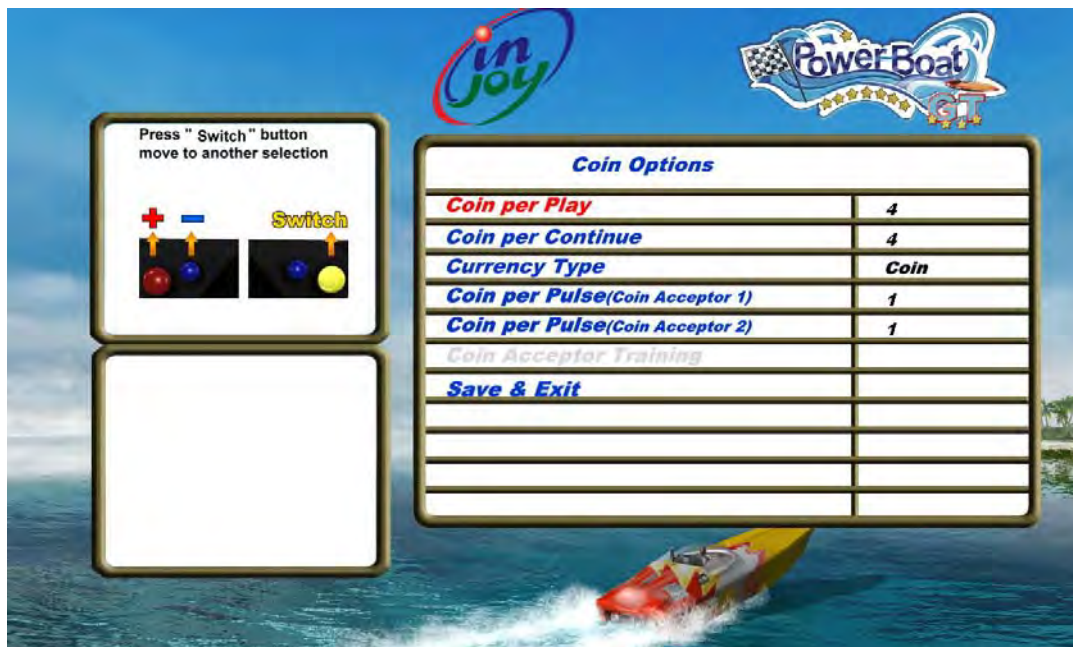 in
joy
PowerBoat
GT
Press " Switch " button
move to another selection
+ −
Switch
Coin Options
Coin per Play 4
Coin per Continue 4
Currency Type Coin
Coin per Pulse(Coin Acceptor 1) 1
Coin per Pulse(Coin Acceptor 2) 1
Coin Acceptor Training
Save & Exit